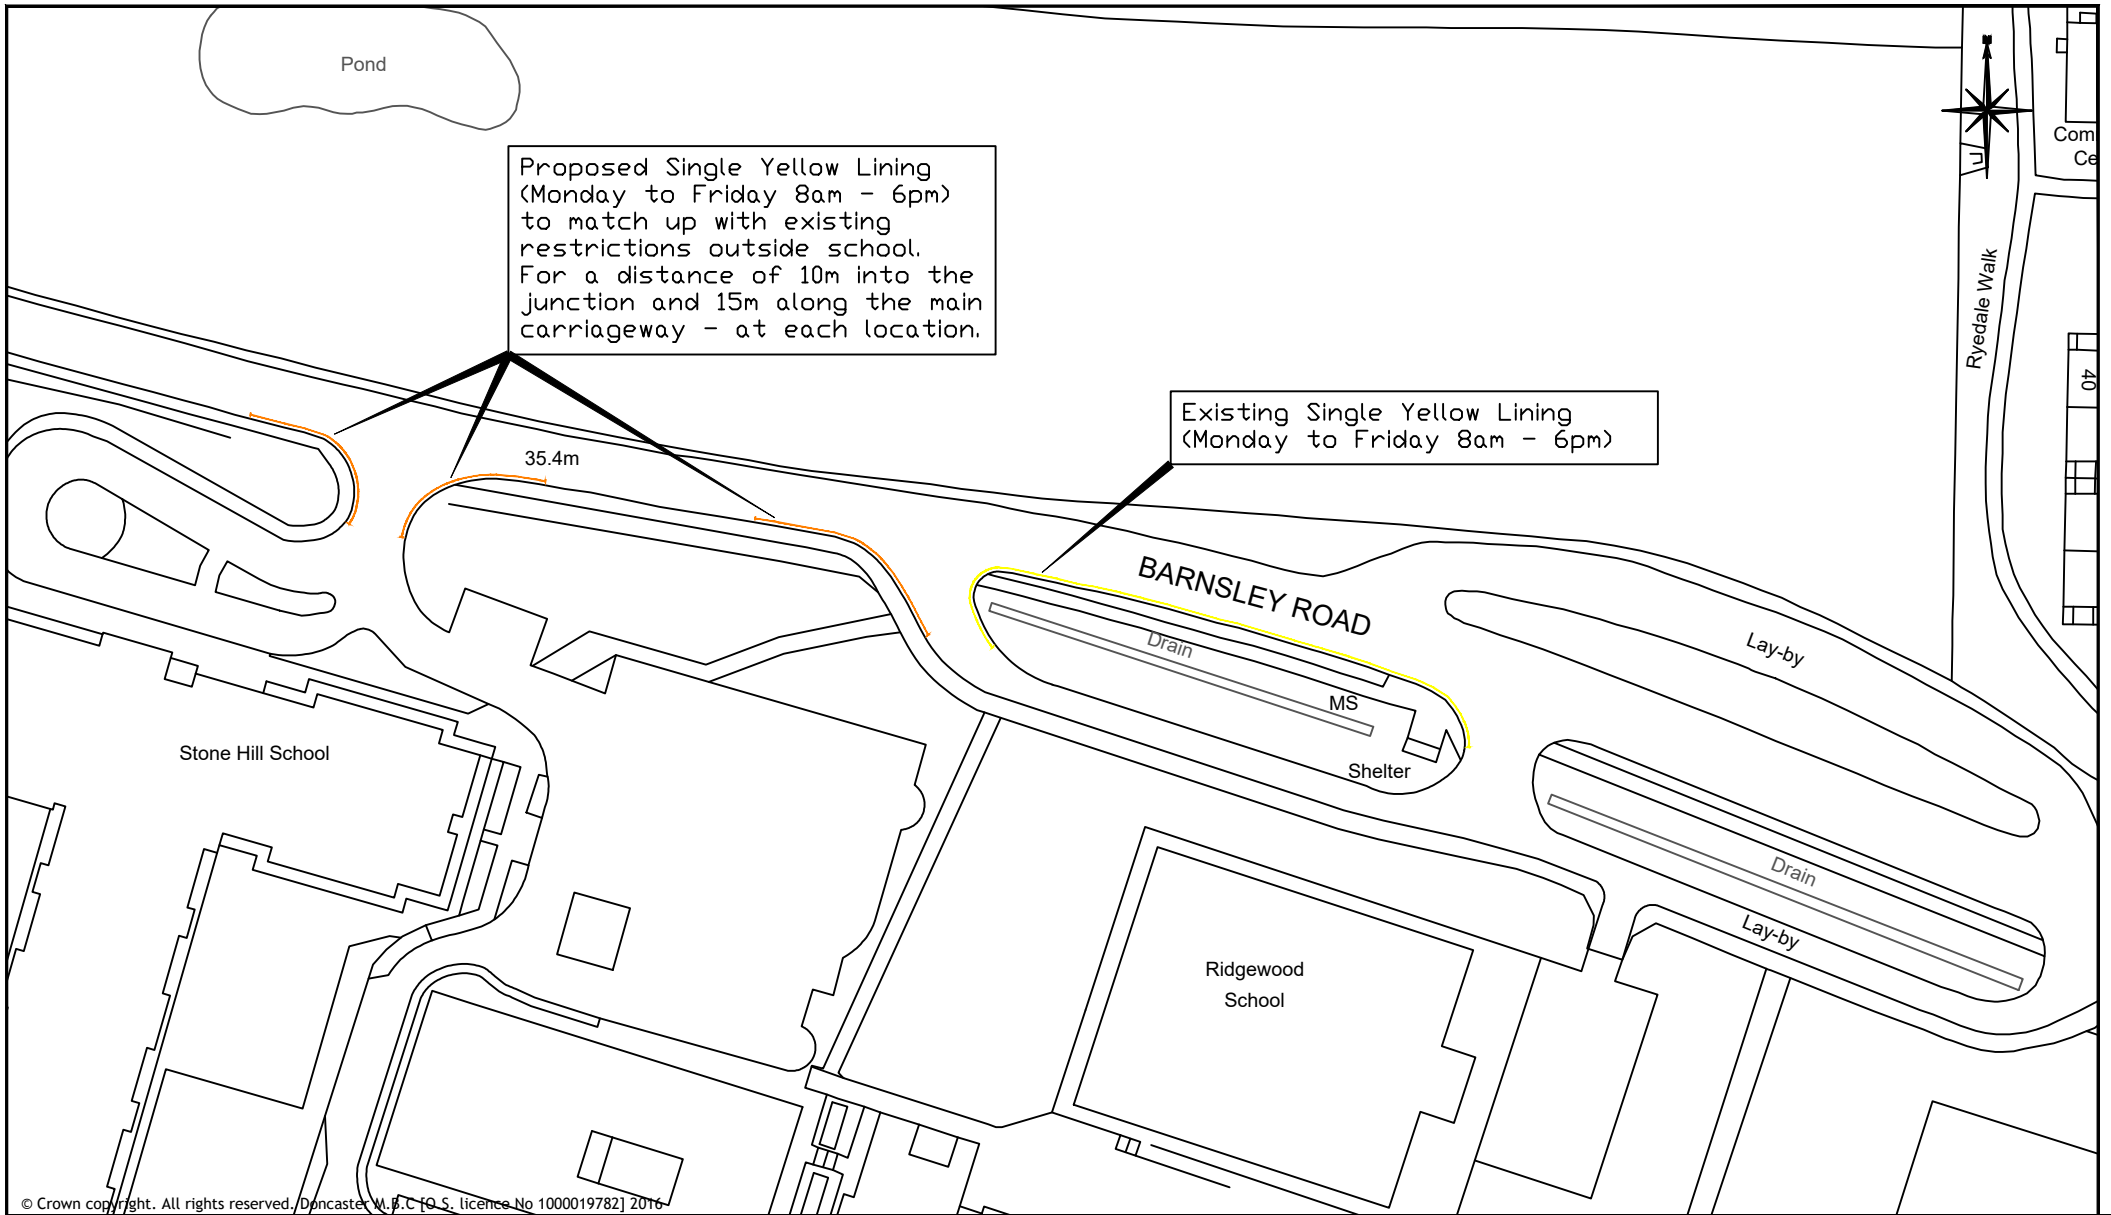 Pond
Proposed Single Yellow Lining
(Monday to Friday 8am - 6pm)
to match up with existing
restrictions outside school.
For a distance of 10m into the
junction and 15m along the main
carriageway - at each location.
Com
Ce
Ryedale Walk
40
Existing Single Yellow Lining
(Monday to Friday 8am - 6pm)
35.4m
BARNSLEY ROAD
Lay-by
Drain
MS
Shelter
Stone Hill School
Drain
Lay-by
Ridgewood
School
© Crown copyright. All rights reserved. Doncaster M.B.C [O.S. licence No 1000019782] 2016